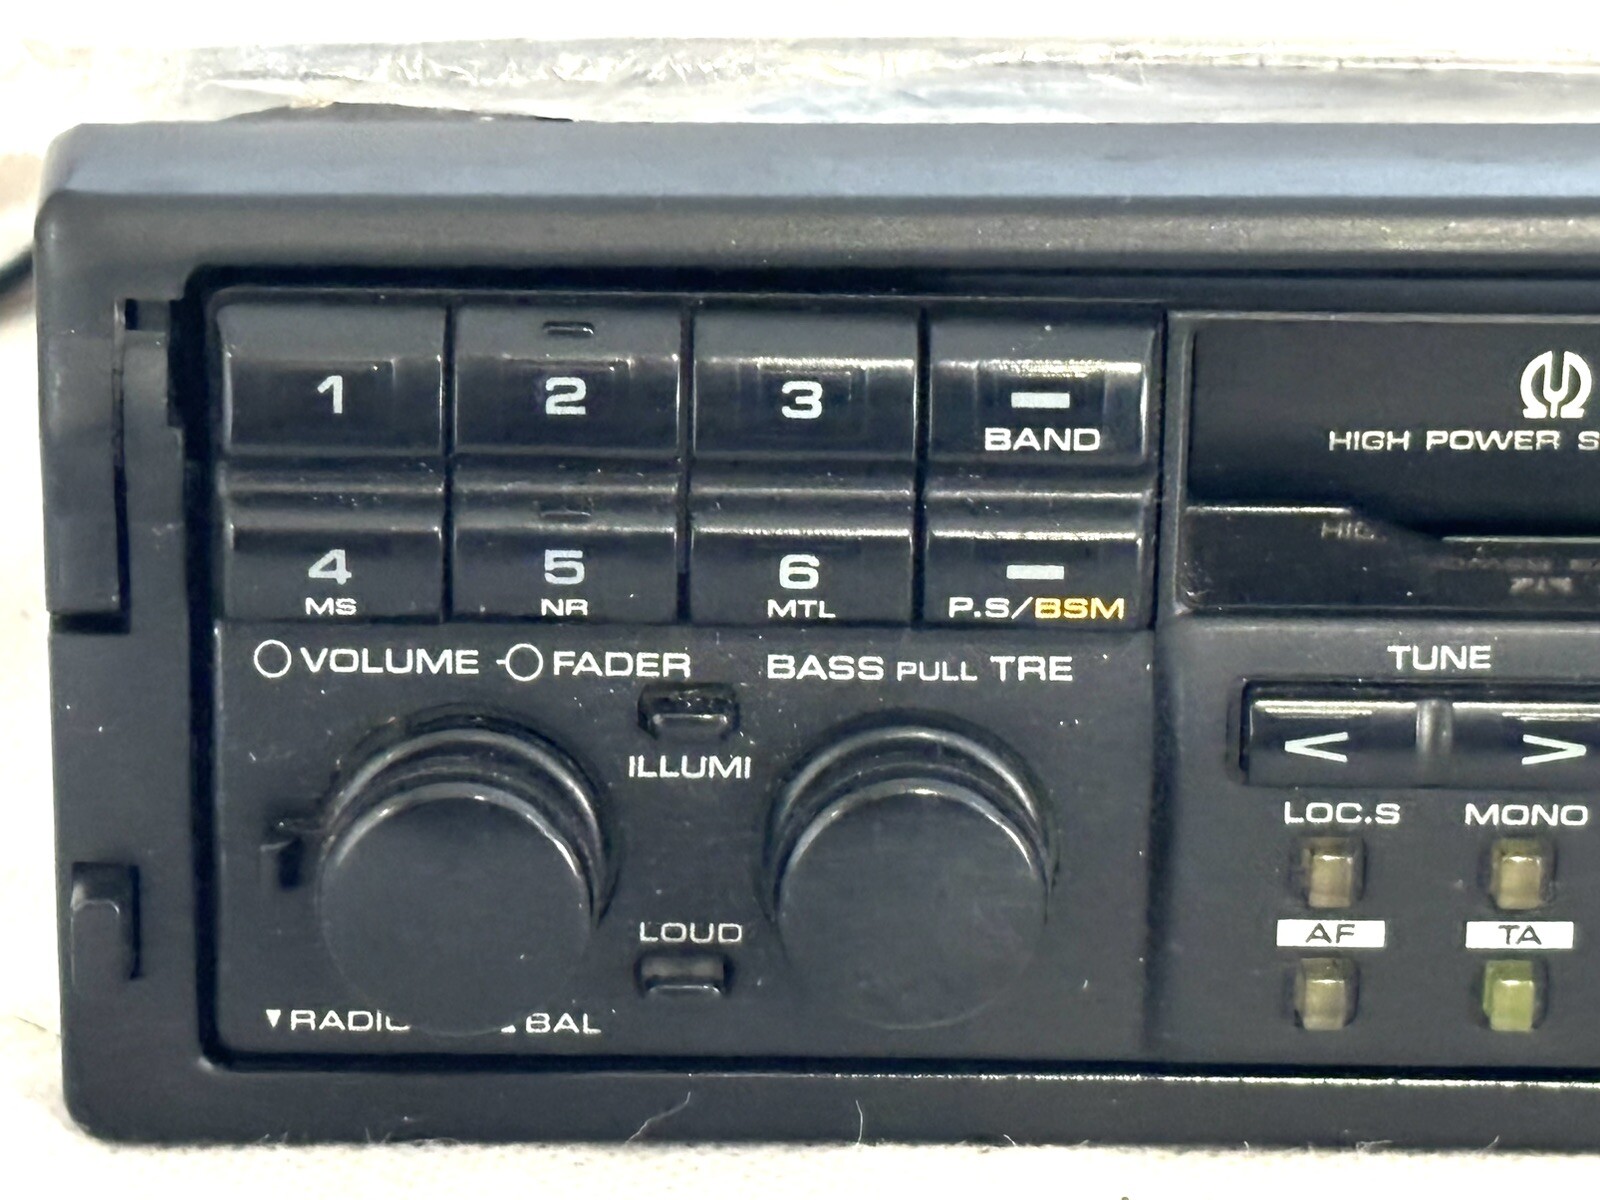 1 2 3
BAND
HIGH POWER S
4 5 6
MS NR MTL P.S/BSM
VOLUME FADER BASS PULL TRE
TUNE
ILLUMI
< >
LOC.S MONO
LOUD
AF TA
▼RADIO BAL